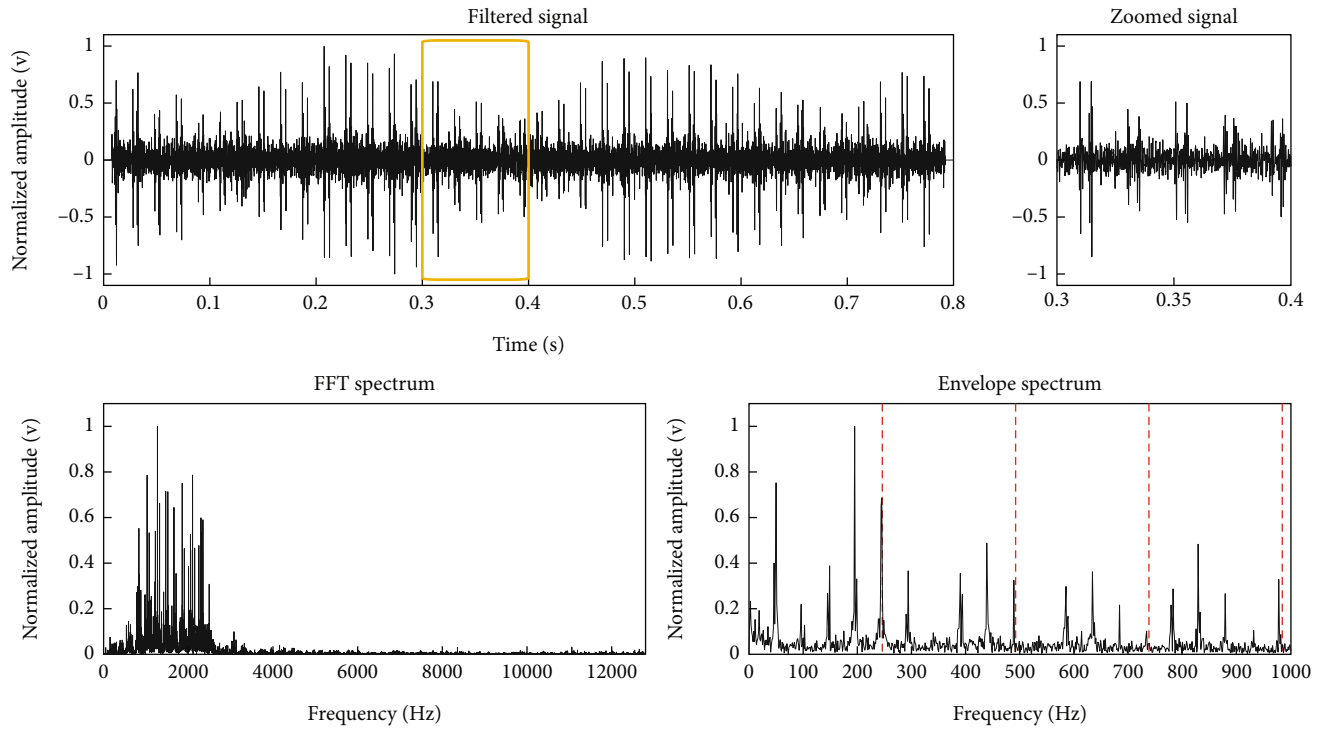 Filtered signal
Zoomed signal
Normalized amplitude (v)
1
0.5
0
–0.5
–1
0 0.1 0.2 0.3 0.4 0.5 0.6 0.7 0.8
Time (s)
1
0.5
0
–0.5
–1
0.3 0.35 0.4
FFT spectrum
Normalized amplitude (v)
1
0.8
0.6
0.4
0.2
0
0 2000 4000 6000 8000 10000 12000
Frequency (Hz)
Envelope spectrum
Normalized amplitude (v)
1
0.8
0.6
0.4
0.2
0
0 100 200 300 400 500 600 700 800 900 1000
Frequency (Hz)